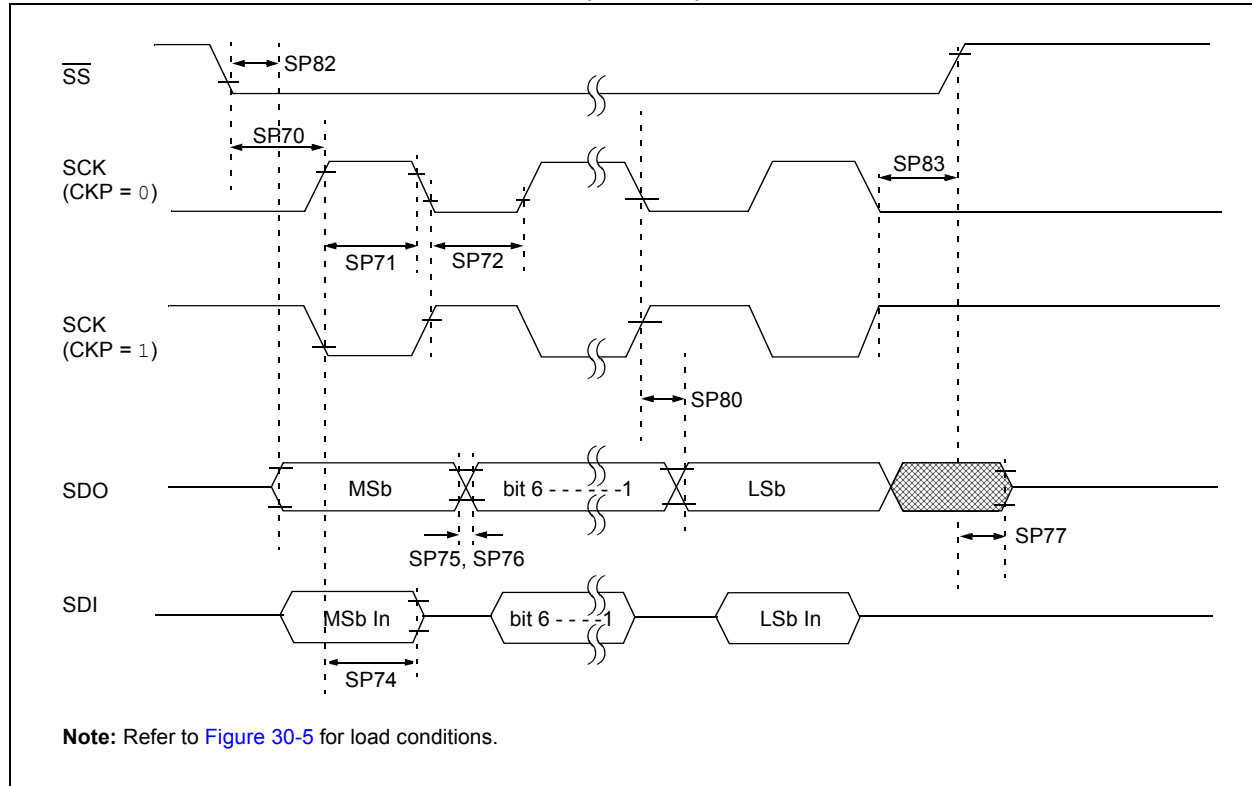 SS
SP82
SP70
SCK
(CKP = 0)
SP83
SP71
SP72
SCK
(CKP = 1)
SP80
SDO
MSb
bit 6 - - - - - -1
LSb
SP75, SP76
SP77
SDI
MSb In
bit 6 - - - -1
LSb In
SP74
Note: Refer to Figure 30-5 for load conditions.